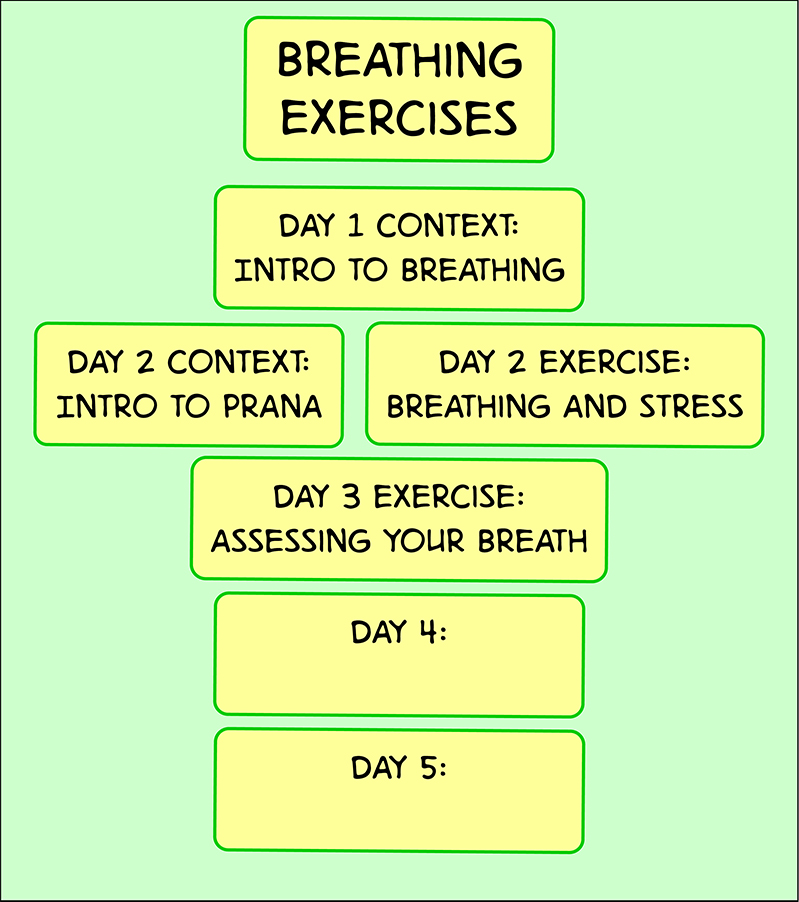 BREATHING
EXERCISES
DAY 1 CONTEXT:
INTRO TO BREATHING
DAY 2 CONTEXT:
INTRO TO PRANA
DAY 2 EXERCISE:
BREATHING AND STRESS
DAY 3 EXERCISE:
ASSESSING YOUR BREATH
DAY 4:
DAY 5: